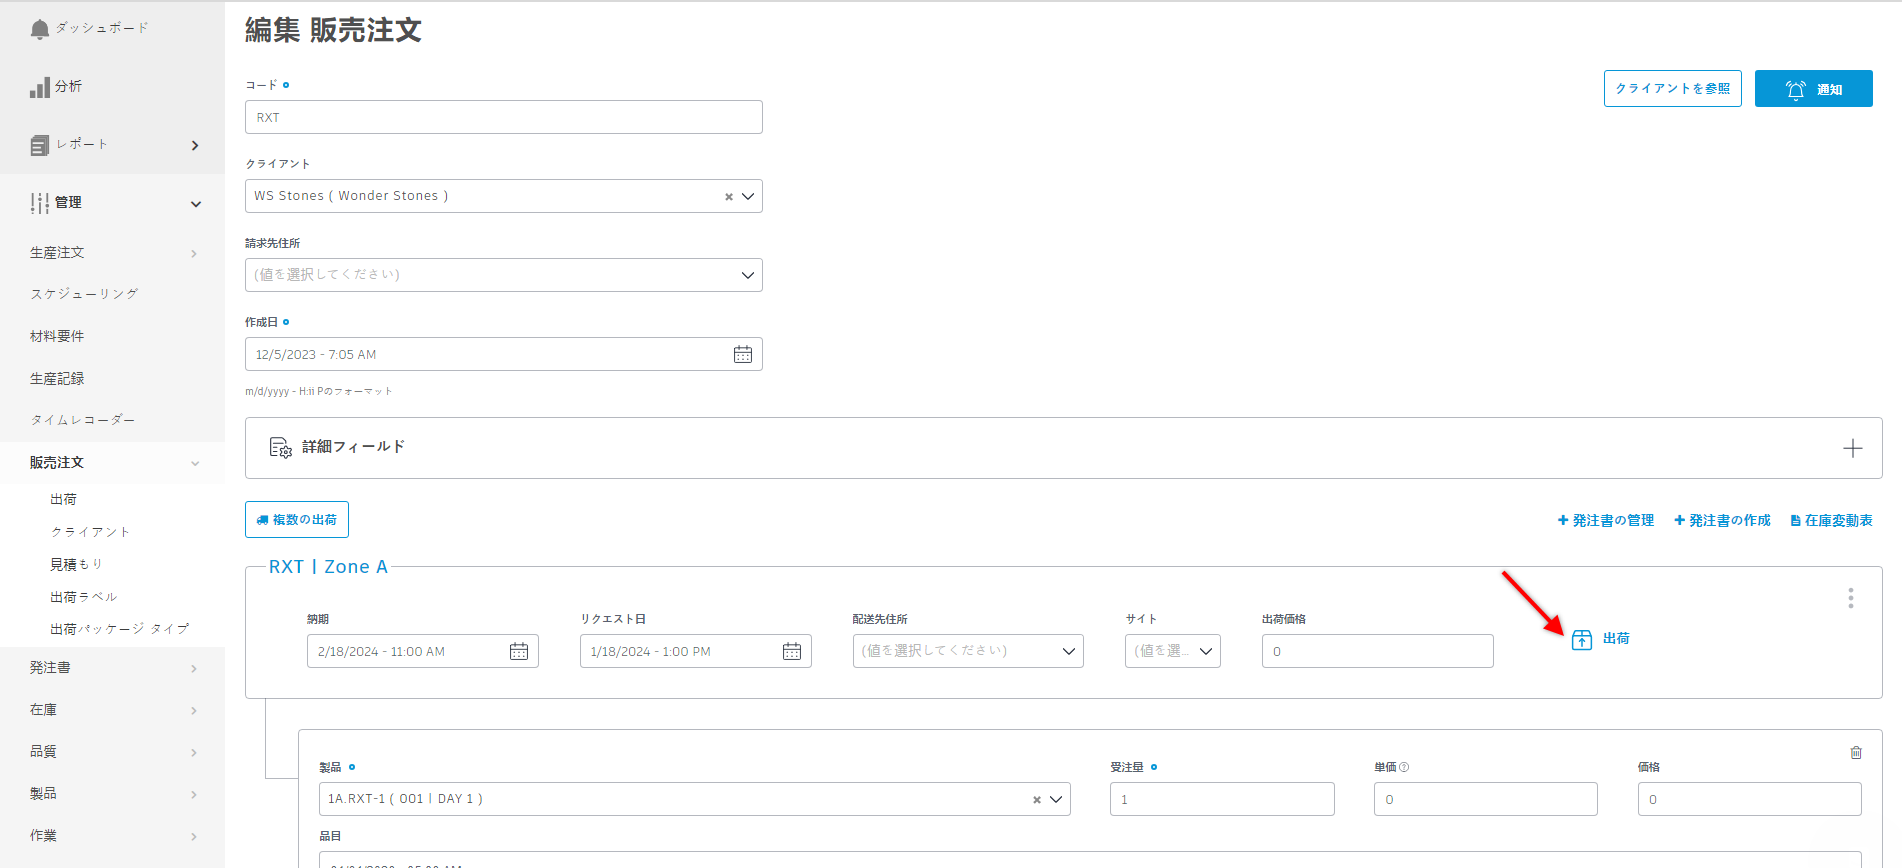 ダッシュボード
分析
レポート
管理
生産注文
スケジューリング
材料要件
生産記録
タイムレコーダー
販売注文
出荷
クライアント
見積もり
出荷ラベル
出荷パッケージ タイプ
発注書
在庫
品質
製品
作業
編集 販売注文
クライアントを参照
通知
コード
RXT
クライアント
WS Stones ( Wonder Stones )
請求先住所
(値を選択してください)
作成日
12/5/2023 - 7:05 AM
m/d/yyyy - H:ii Pのフォーマット
詳細フィールド
複数の出荷
発注書の管理 発注書の作成 在庫変動表
RXT | Zone A
納期 リクエスト日 配送先住所 サイト 出荷価格
2/18/2024 - 11:00 AM 1/18/2024 - 1:00 PM (値を選択してください) (値を選... 0
出荷
製品 受注量 単価 価格
1A.RXT-1 ( 001 | DAY 1 ) 1 0 0
品目